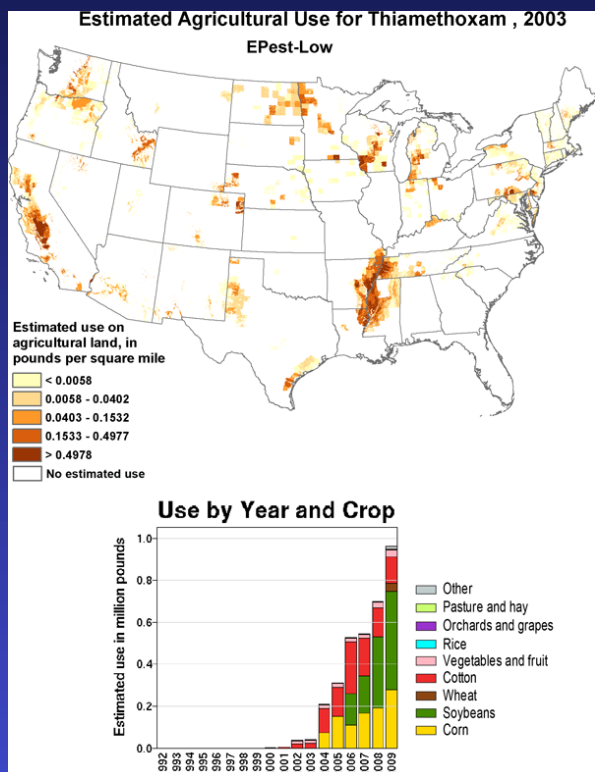 Estimated Agricultural Use for Thiamethoxam , 2003
EPest-Low
Estimated use on
agricultural land, in
pounds per square mile
< 0.0058
0.0058 - 0.0402
0.0403 - 0.1532
0.1533 - 0.4977
> 0.4978
No estimated use
Use by Year and Crop
Estimated use in million pounds
1.0
0.8
0.6
0.4
0.2
0.0
992
993
994
995
996
997
998
999
000
001
002
003
004
005
006
007
008
009
Other
Pasture and hay
Orchards and grapes
Rice
Vegetables and fruit
Cotton
Wheat
Soybeans
Corn